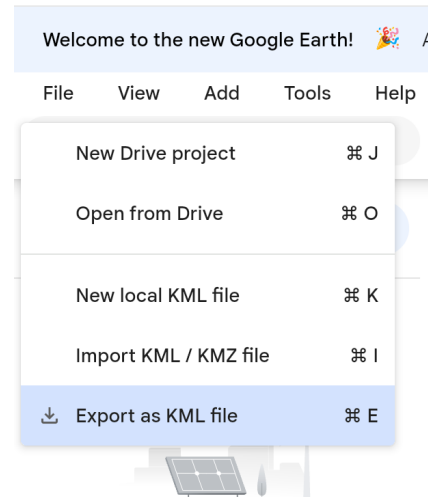 Welcome to the new Google Earth! 🎉
File View Add Tools Help
New Drive project ⌘ J
Open from Drive ⌘ O
New local KML file ⌘ K
Import KML / KMZ file ⌘ I
Export as KML file ⌘ E